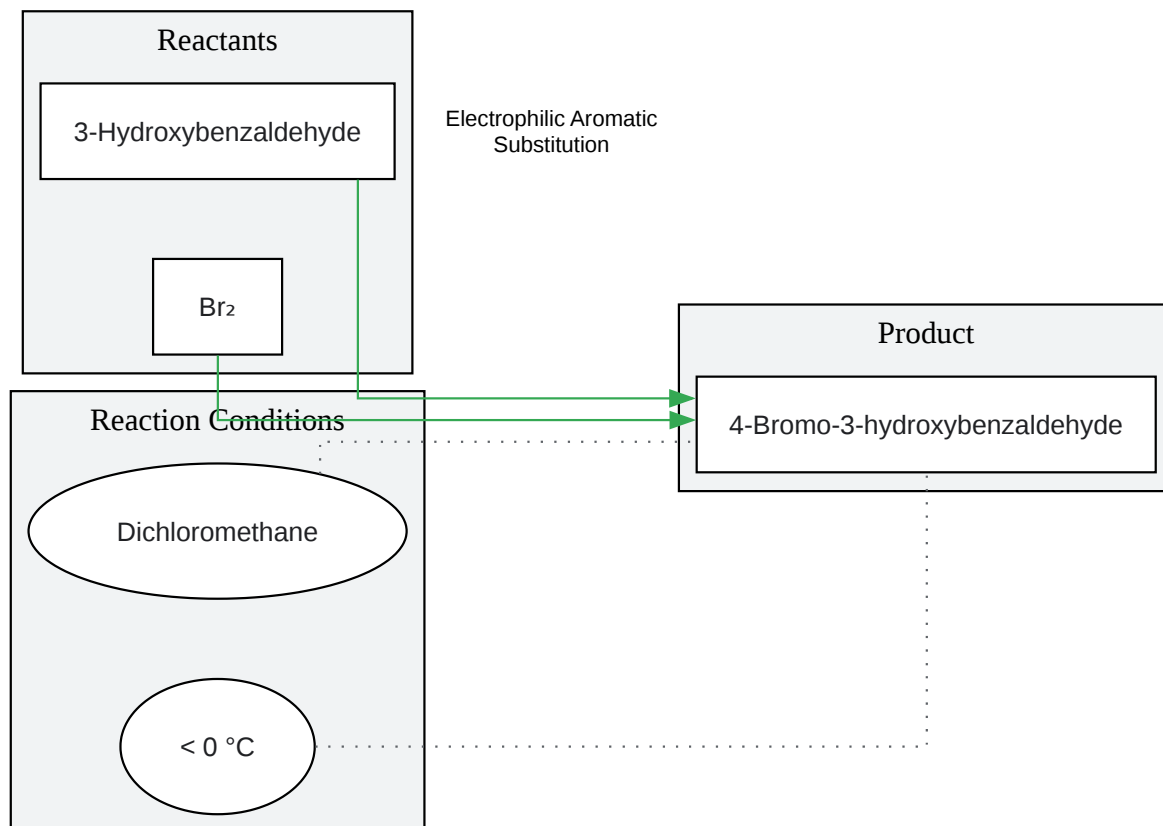 Reactants
3-Hydroxybenzaldehyde
Electrophilic Aromatic
Substitution
Br₂
Product
4-Bromo-3-hydroxybenzaldehyde
Reaction Conditions
Dichloromethane
< 0 °C